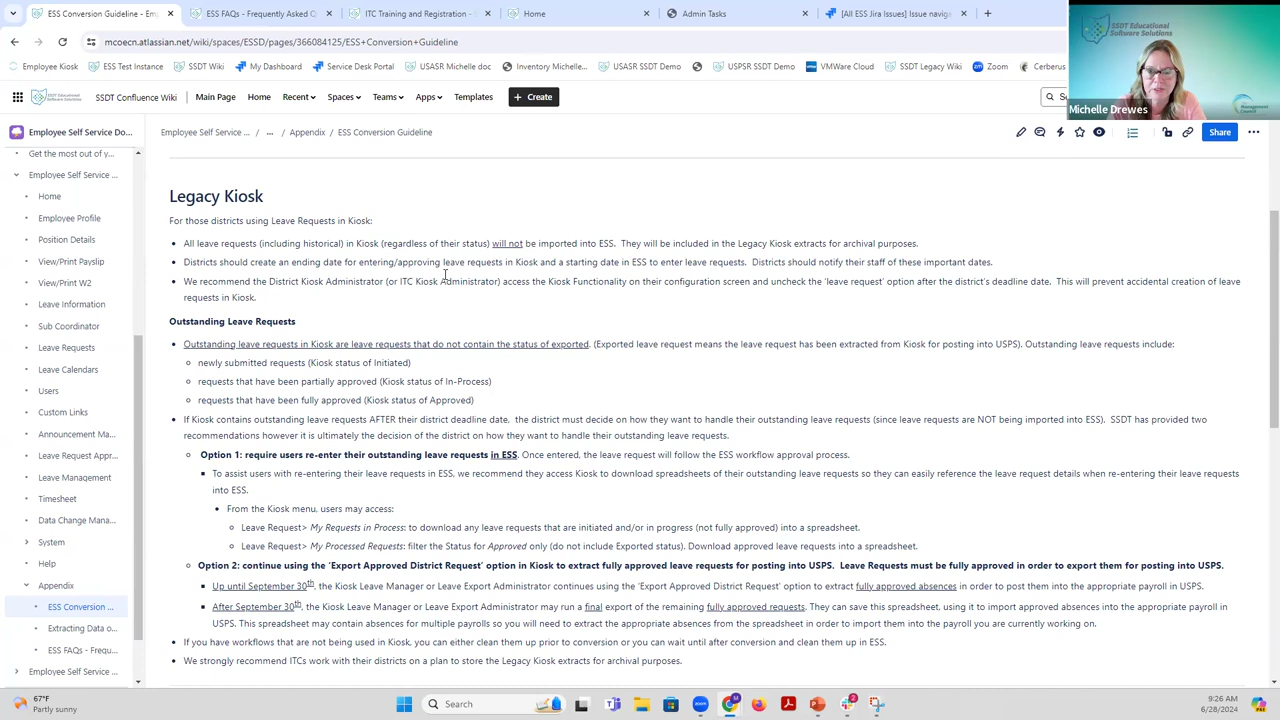 ESS Conversion Guideline - Em
ESS FAQs - Frequently Asked Q
ITC Training and Registration -
Home
Admin Tasks
[All ESS Jira Issues] Issue navig
mcoecn.atlassian.net/wiki/spaces/ESSD/pages/366084125/ESS+Conversion+Guideline
Employee Kiosk
ESS Test Instance
SSDT Wiki
My Dashboard
Service Desk Portal
USASR Michelle doc
Inventory Michelle...
USASR SSDT Demo
USPSR SSDT Demo
VMWare Cloud
SSDT Legacy Wiki
Zoom
Cerberus
SSDT Educational
Software Solutions
Management
Council
Michelle Drewes
SSDT Confluence Wiki
Main Page
Home
Recent
Spaces
Teams
Apps
Templates
+ Create
Employee Self Service Do...
Employee Self Service ... / ... / Appendix / ESS Conversion Guideline
Share
Get the most out of y...
Employee Self Service ...
Home
Employee Profile
Position Details
View/Print Payslip
View/Print W2
Leave Information
Sub Coordinator
Leave Requests
Leave Calendars
Users
Custom Links
Announcement Ma...
Leave Request Appr...
Leave Management
Timesheet
Data Change Mana...
System
Help
Appendix
ESS Conversion ...
Extracting Data o...
ESS FAQs - Frequ...
Employee Self Service ...
Legacy Kiosk
For those districts using Leave Requests in Kiosk:
• All leave requests (including historical) in Kiosk (regardless of their status) will not be imported into ESS. They will be included in the Legacy Kiosk extracts for archival purposes.
• Districts should create an ending date for entering/approving leave requests in Kiosk and a starting date in ESS to enter leave requests. Districts should notify their staff of these important dates.
• We recommend the District Kiosk Administrator (or ITC Kiosk Administrator) access the Kiosk Functionality on their configuration screen and uncheck the 'leave request' option after the district's deadline date. This will prevent accidental creation of leave
requests in Kiosk.
Outstanding Leave Requests
• Outstanding leave requests in Kiosk are leave requests that do not contain the status of exported. (Exported leave request means the leave request has been extracted from Kiosk for posting into USPS). Outstanding leave requests include:
newly submitted requests (Kiosk status of Initiated)
requests that have been partially approved (Kiosk status of In-Process)
requests that have been fully approved (Kiosk status of Approved)
• If Kiosk contains outstanding leave requests AFTER their district deadline date, the district must decide on how they want to handle their outstanding leave requests (since leave requests are NOT being imported into ESS). SSDT has provided two
recommendations however it is ultimately the decision of the district on how they want to handle their outstanding leave requests.
Option 1: require users re-enter their outstanding leave requests in ESS. Once entered, the leave request will follow the ESS workflow approval process.
To assist users with re-entering their leave requests in ESS, we recommend they access Kiosk to download spreadsheets of their outstanding leave requests so they can easily reference the leave request details when re-entering their leave requests
into ESS.
• From the Kiosk menu, users may access:
Leave Request> My Requests in Process: to download any leave requests that are initiated and/or in progress (not fully approved) into a spreadsheet.
Leave Request> My Processed Requests: filter the Status for Approved only (do not include Exported status). Download approved leave requests into a spreadsheet.
Option 2: continue using the 'Export Approved District Request' option in Kiosk to extract fully approved leave requests for posting into USPS. Leave Requests must be fully approved in order to export them for posting into USPS.
Up until September 30th, the Kiosk Leave Manager or Leave Export Administrator continues using the 'Export Approved District Request' option to extract fully approved absences in order to post them into the appropriate payroll in USPS.
After September 30th, the Kiosk Leave Manager or Leave Export Administrator may run a final export of the remaining fully approved requests. They can save this spreadsheet, using it to import approved absences into the appropriate payroll in
USPS. This spreadsheet may contain absences for multiple payrolls so you will need to extract the appropriate absences from the spreadsheet in order to import them into the payroll you are currently working on.
• If you have workflows that are not being used in Kiosk, you can either clean them up prior to conversion or you can wait until after conversion and clean them up in ESS.
• We strongly recommend ITCs work with their districts on a plan to store the Legacy Kiosk extracts for archival purposes.
67°F
Partly sunny
Search
9:26 AM
6/28/2024